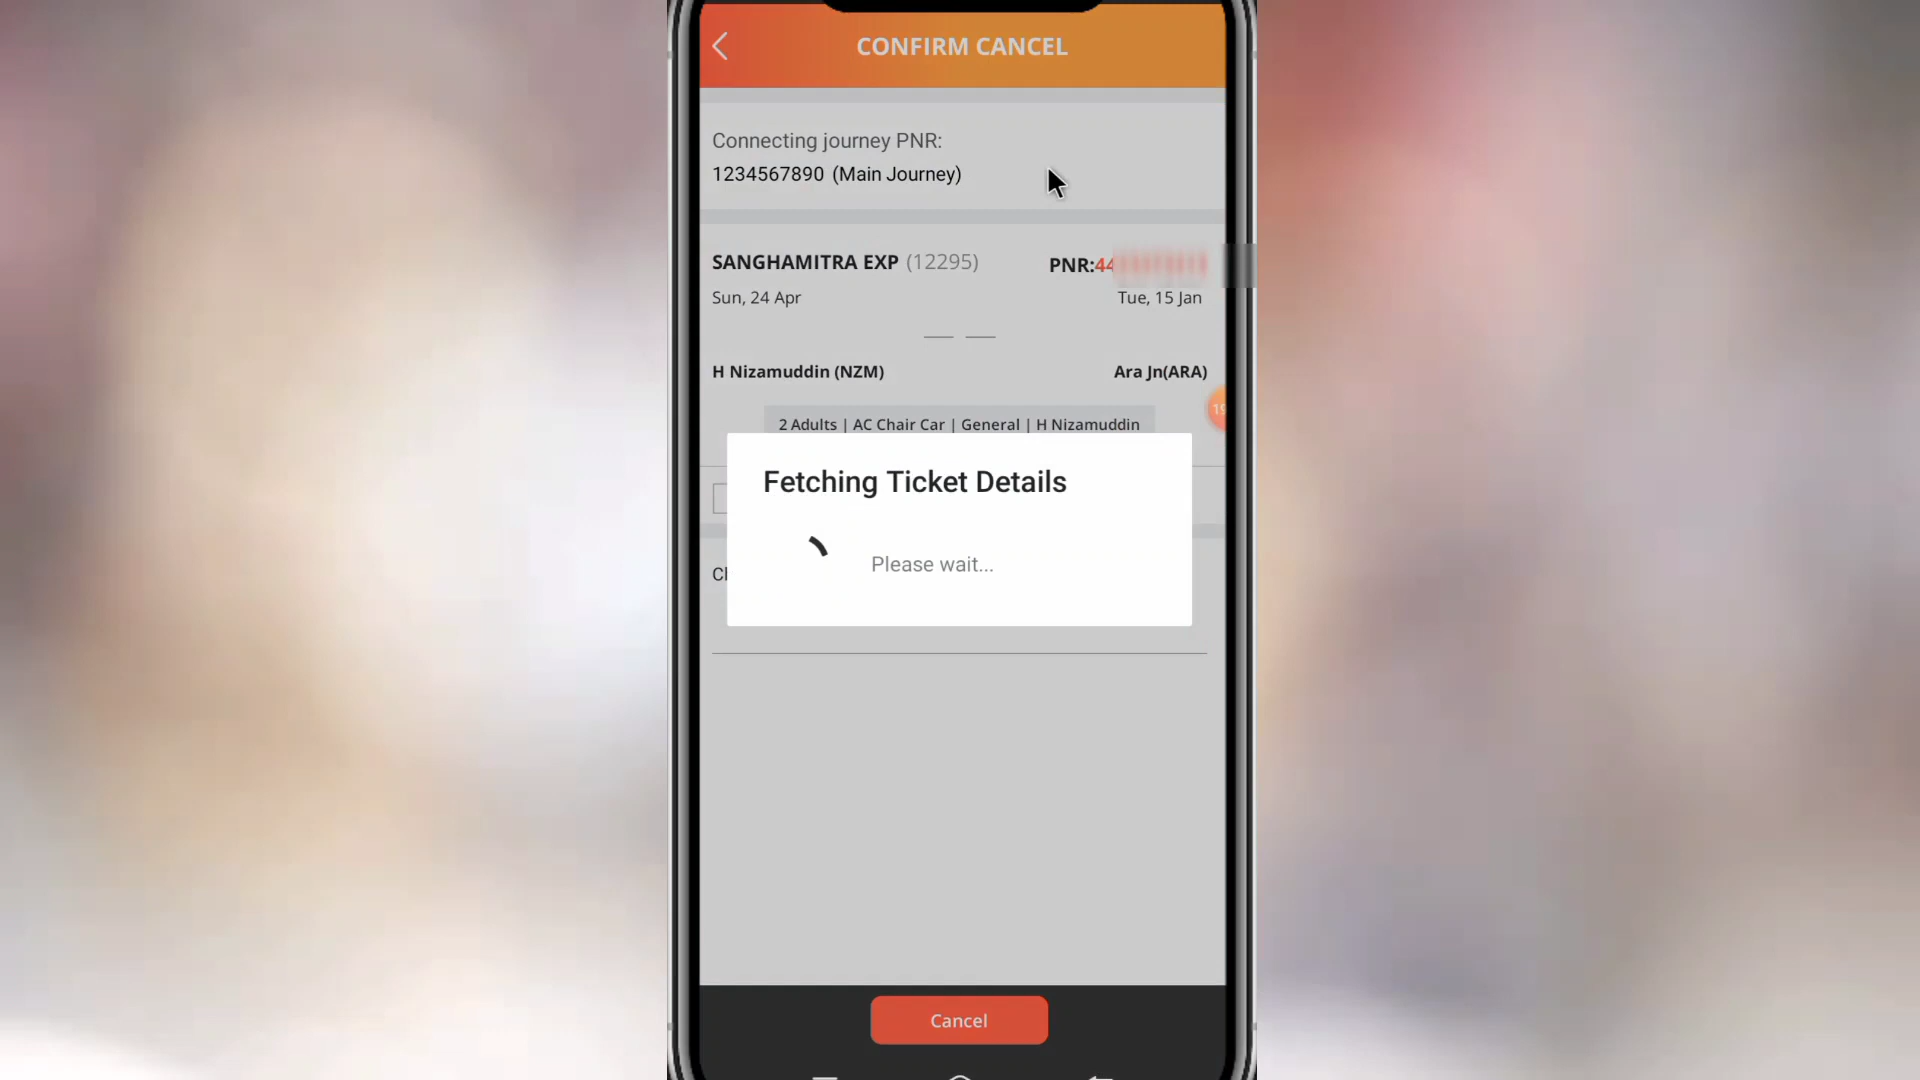 CONFIRM CANCEL
Connecting journey PNR:
1234567890 (Main Journey)
SANGHAMITRA EXP (12295) PNR:44
Sun, 24 Apr Tue, 15 Jan
H Nizamuddin (NZM) Ara Jn(ARA)
19
2 Adults | AC Chair Car | General | H Nizamuddin
Fetching Ticket Details
Please wait...
Cancel